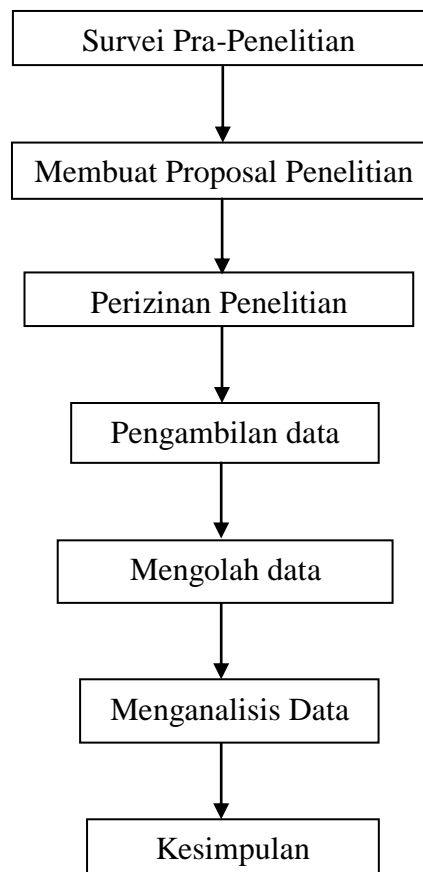 Survei Pra-Penelitian
Membuat Proposal Penelitian
Perizinan Penelitian
Pengambilan data
Mengolah data
Menganalisis Data
Kesimpulan